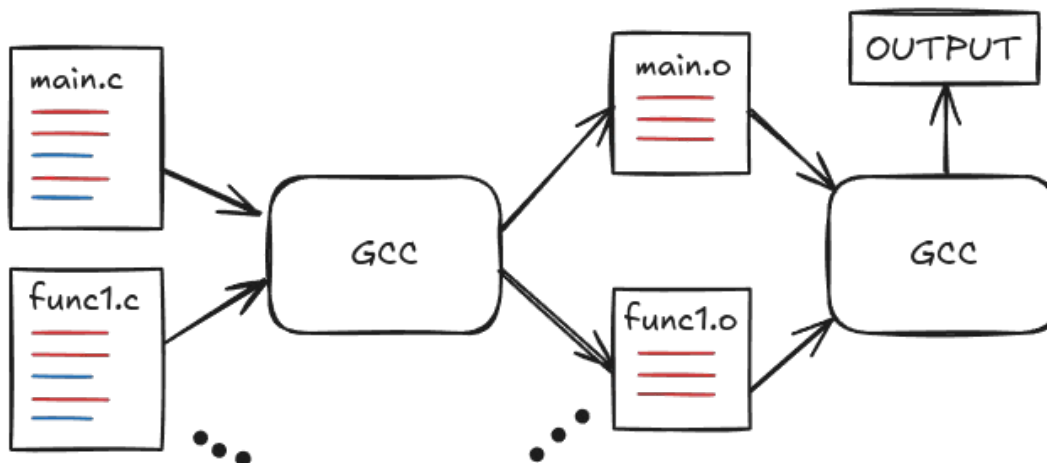 main.c
main.o
OUTPUT
GCC
GCC
func1.c
func1.o